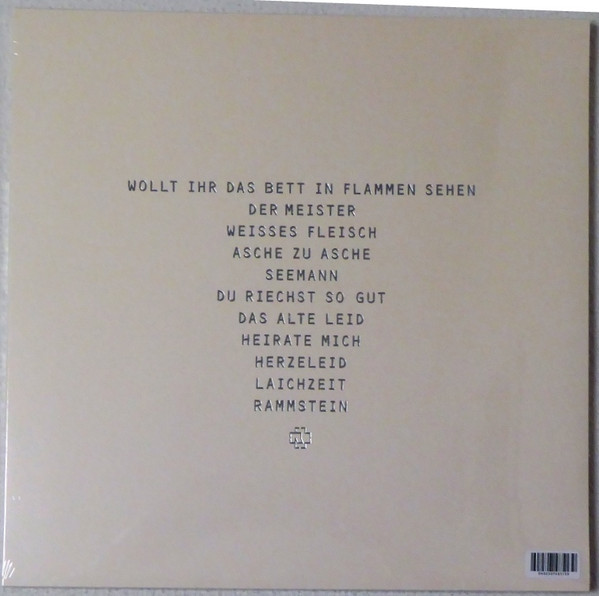 WOLLT IHR DAS BETT IN FLAMMEN SEHEN
DER MEISTER
WEISSES FLEISCH
ASCHE ZU ASCHE
SEEMANN
DU RIECHST SO GUT
DAS ALTE LEID
HEIRATE MICH
HERZELEID
LAICHZEIT
RAMMSTEIN